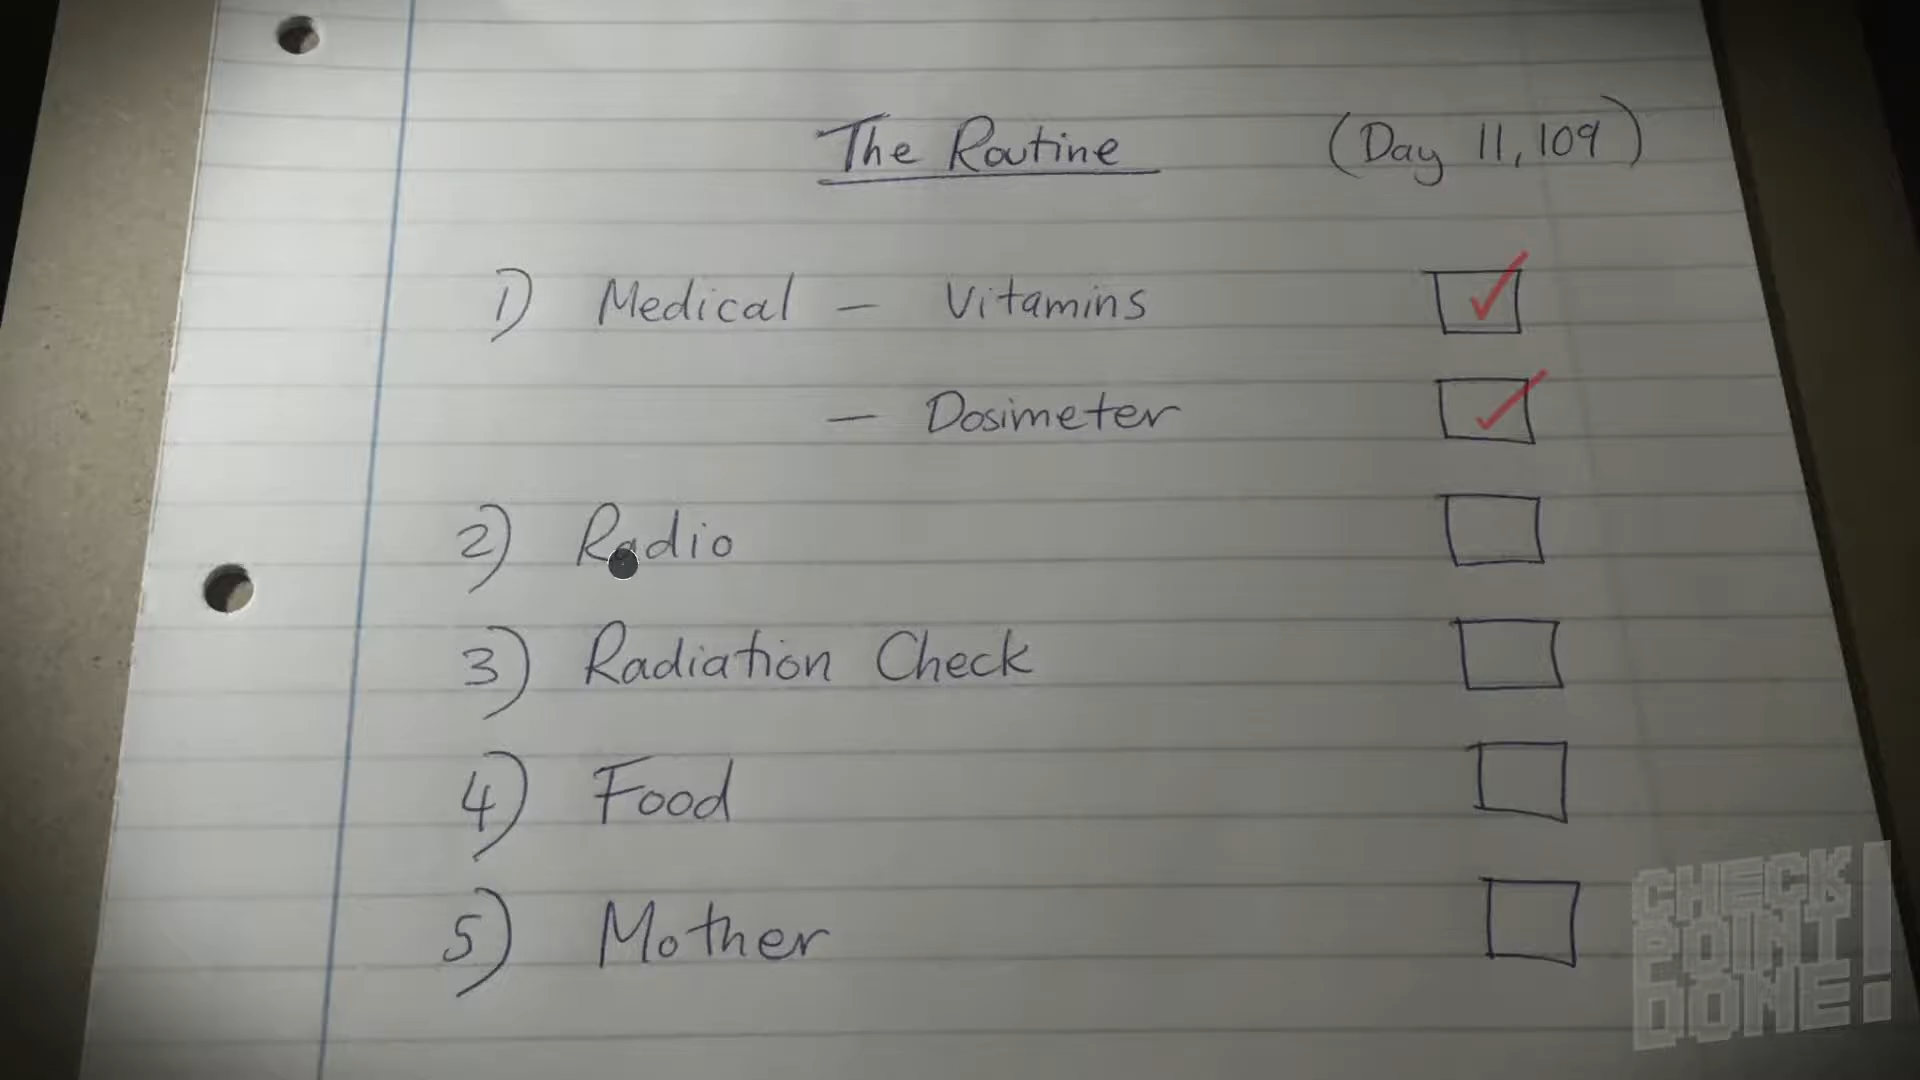 The Routine (Day 11,109)
1) Medical - Vitamins
- Dosimeter
2) Radio
3) Radiation Check
4) Food
5) Mother
CHECK
POINT
DONE!